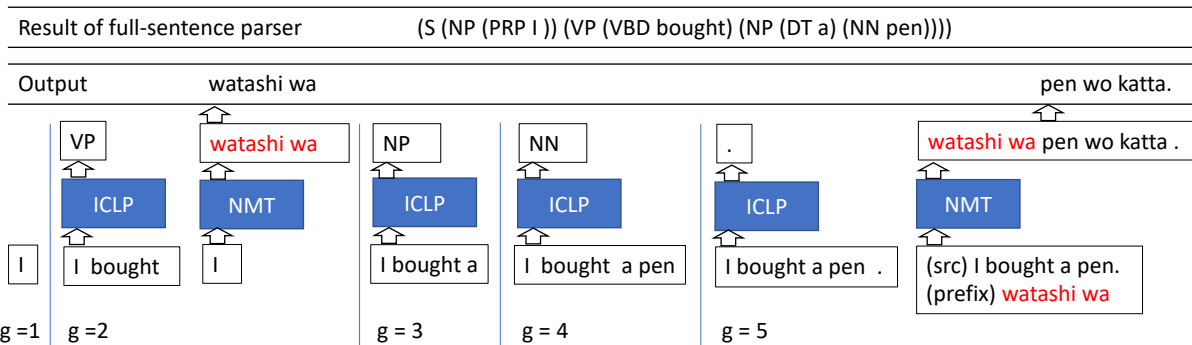 Result of full-sentence parser (S (NP (PRP I )) (VP (VBD bought) (NP (DT a) (NN pen))))
Output watashi wa pen wo katta.
VP watashi wa NP NN . watashi wa pen wo katta .
ICLP NMT ICLP ICLP ICLP NMT
I I bought I I bought a I bought a pen I bought a pen . (src) I bought a pen.
(prefix) watashi wa
g =1 g =2 g = 3 g = 4 g = 5